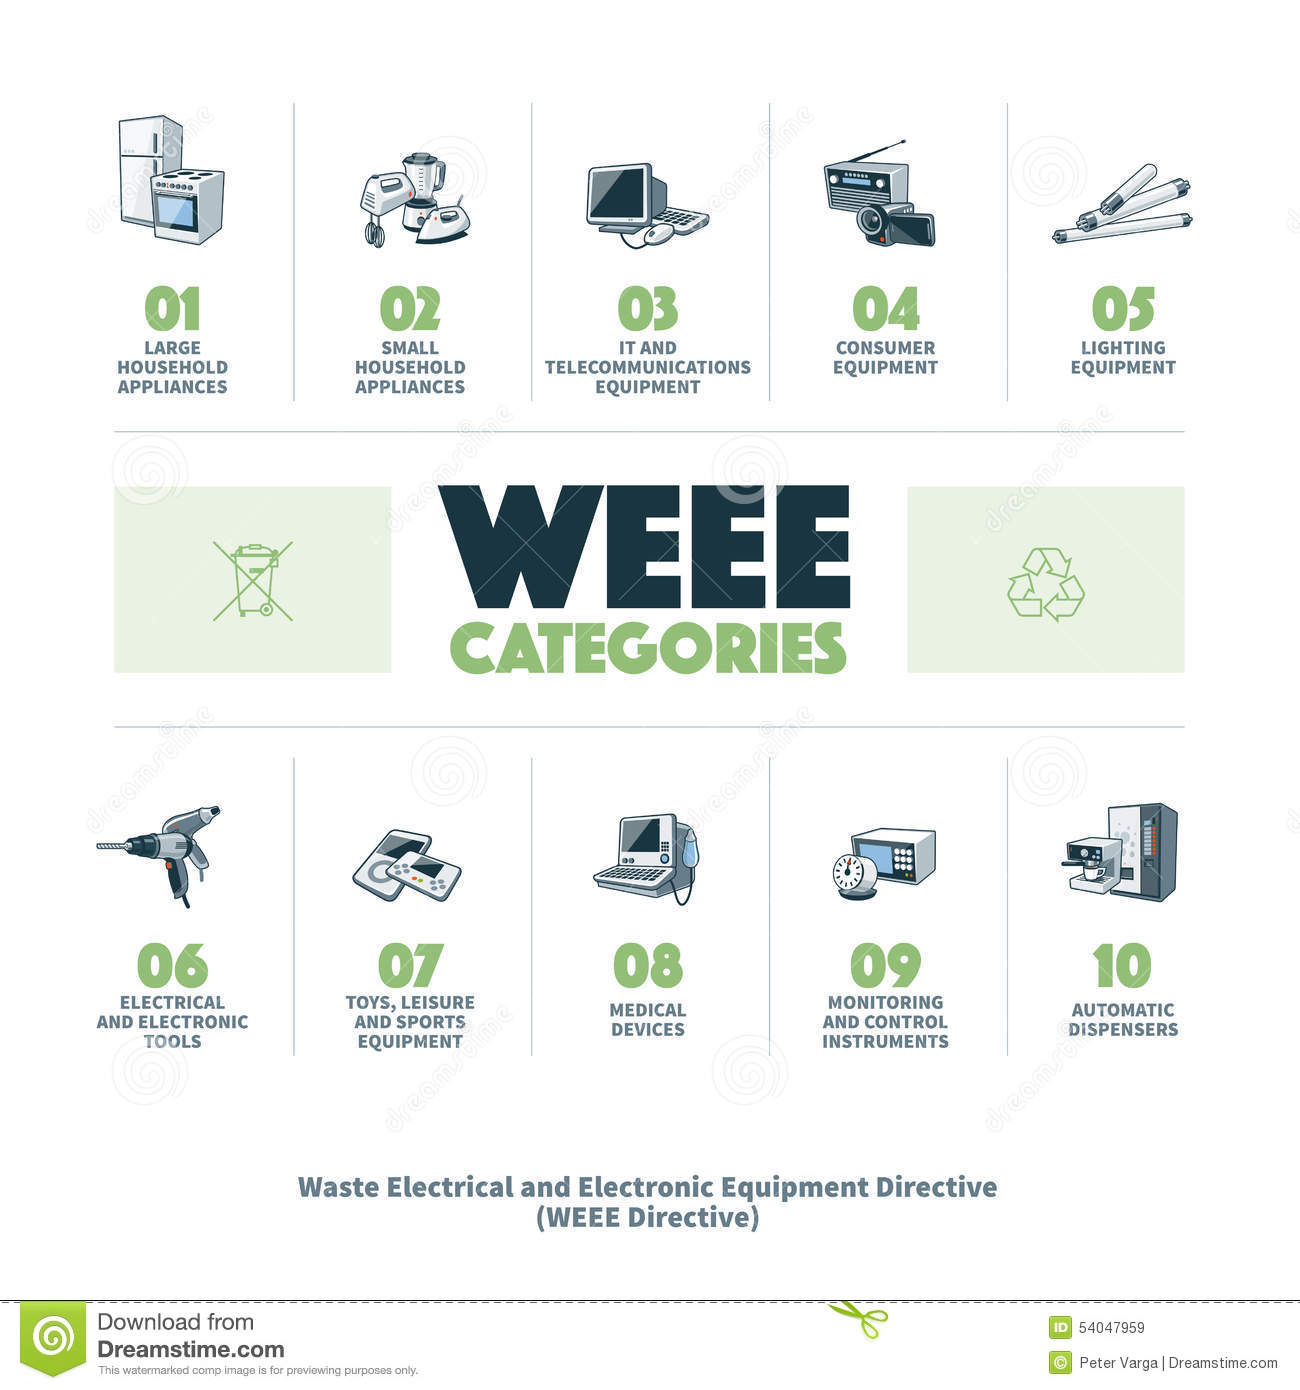 01
LARGE
HOUSEHOLD
APPLIANCES
02
SMALL
HOUSEHOLD
APPLIANCES
03
IT AND
TELECOMMUNICATIONS
EQUIPMENT
04
CONSUMER
EQUIPMENT
05
LIGHTING
EQUIPMENT
WEEE
CATEGORIES
06
ELECTRICAL
AND ELECTRONIC
TOOLS
07
TOYS, LEISURE
AND SPORTS
EQUIPMENT
08
MEDICAL
DEVICES
09
MONITORING
AND CONTROL
INSTRUMENTS
10
AUTOMATIC
DISPENSERS
Waste Electrical and Electronic Equipment Directive
(WEEE Directive)
Download from
Dreamstime.com
This watermarked comp image is for previewing purposes only.
ID 54047959
© Peter Varga | Dreamstime.com